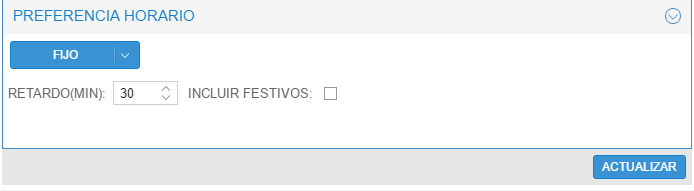 PREFERENCIA HORARIO
FIJO
RETARDO(MIN): 30 INCLUIR FESTIVOS:
ACTUALIZAR